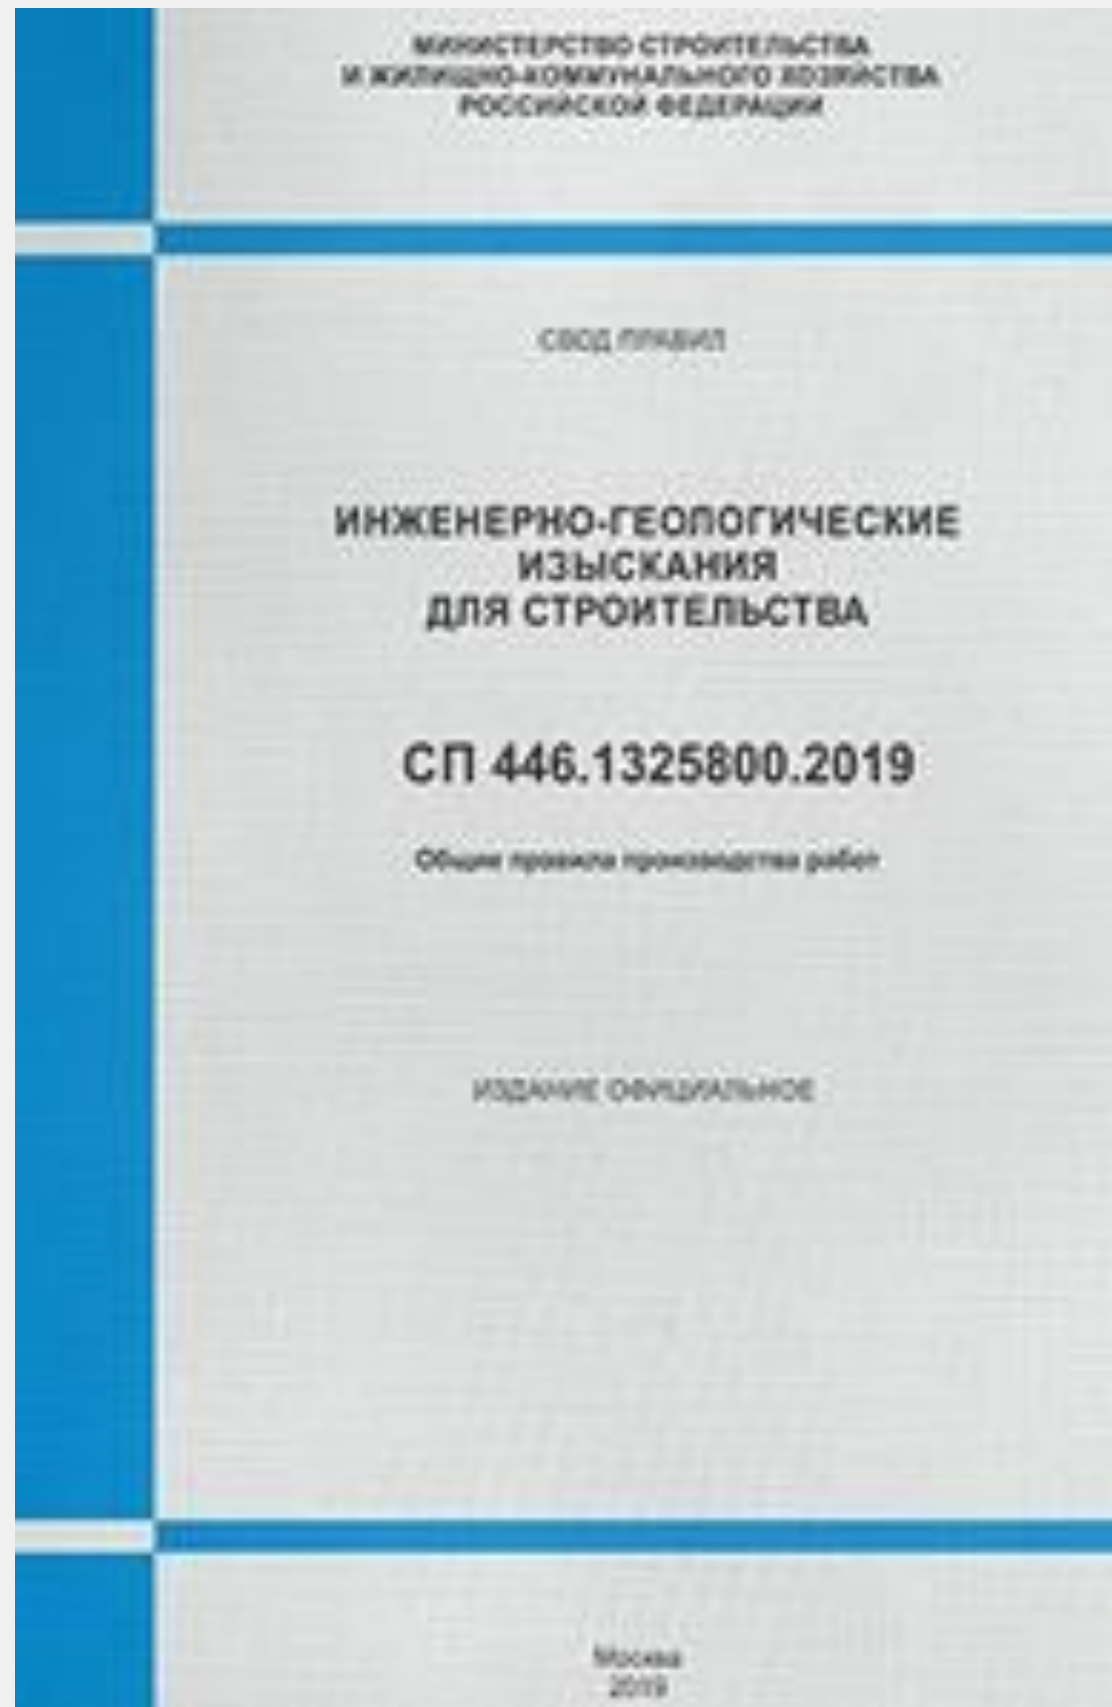 МИНИСТЕРСТВО СТРОИТЕЛЬСТВА
И ЖИЛИЩНО-КОММУНАЛЬНОГО ХОЗЯЙСТВА
РОССИЙСКОЙ ФЕДЕРАЦИИ
СВОД ПРАВИЛ
ИНЖЕНЕРНО-ГЕОЛОГИЧЕСКИЕ
ИЗЫСКАНИЯ
ДЛЯ СТРОИТЕЛЬСТВА
СП 446.1325800.2019
Общие правила производства работ
ИЗДАНИЕ ОФИЦИАЛЬНОЕ
Москва
2019